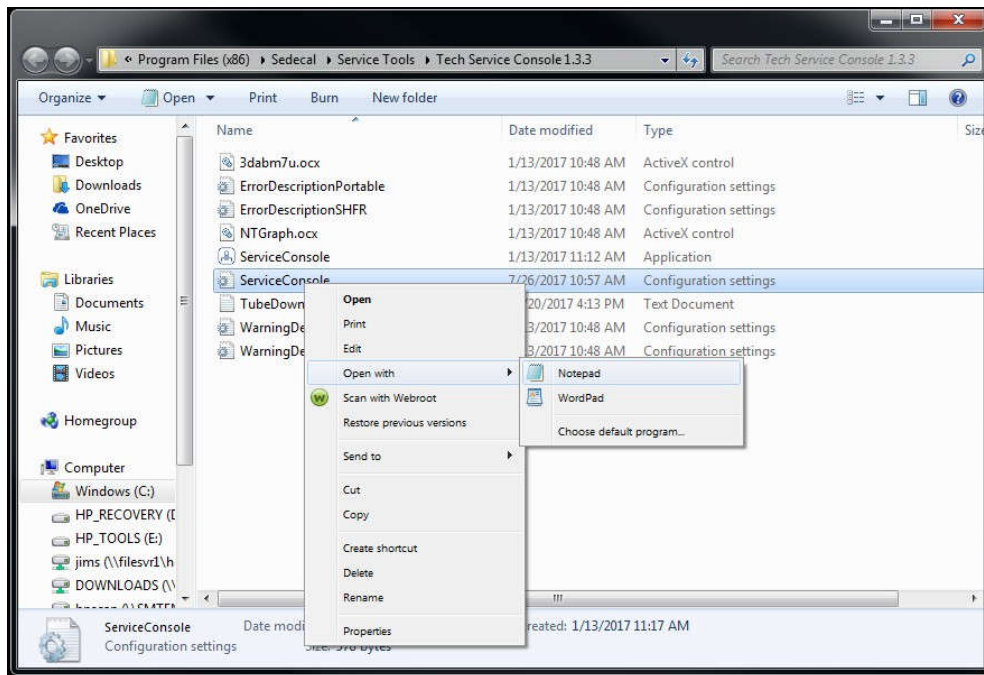 « Program Files (x86) ▸ Sedecal ▸ Service Tools ▸ Tech Service Console 1.3.3
Search Tech Service Console 1.3.3
Organize Open Print Burn New folder
Favorites
Desktop
Downloads
OneDrive
Recent Places
Libraries
Documents
Music
Pictures
Videos
Homegroup
Computer
Windows (C:)
HP_RECOVERY (D
HP_TOOLS (E:)
jims (\\filesvr1\h
DOWNLOADS (\\
Name Date modified Type Size
3dabm7u.ocx 1/13/2017 10:48 AM ActiveX control
ErrorDescriptionPortable 1/13/2017 10:48 AM Configuration settings
ErrorDescriptionSHFR 1/13/2017 10:48 AM Configuration settings
NTGraph.ocx 1/13/2017 10:48 AM ActiveX control
ServiceConsole 1/13/2017 11:12 AM Application
ServiceConsole 7/26/2017 10:57 AM Configuration settings
TubeDown 20/2017 4:13 PM Text Document
WarningDe 3/2017 10:48 AM Configuration settings
WarningDe 3/2017 10:48 AM Configuration settings
Open
Print
Edit
Open with
Scan with Webroot
Restore previous versions
Send to
Cut
Copy
Create shortcut
Delete
Rename
Properties
Notepad
WordPad
Choose default program...
ServiceConsole Date modi reated: 1/13/2017 11:17 AM
Configuration settings Size: 578 bytes